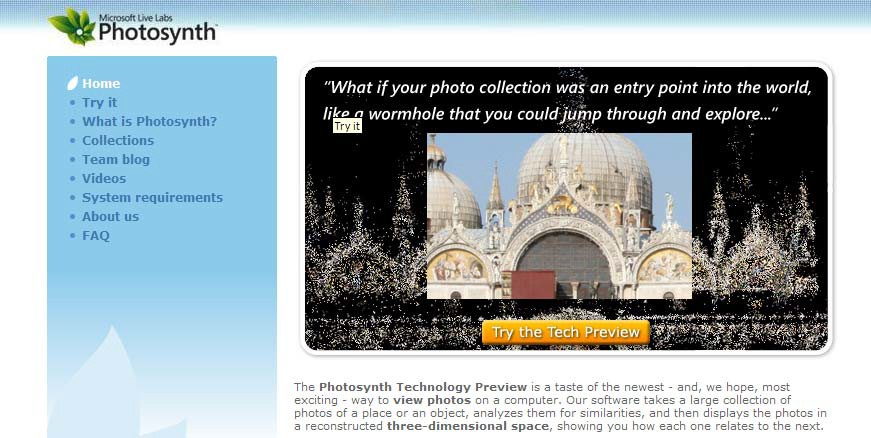 Microsoft Live Labs
Photosynth™
Home
Try it
What is Photosynth?
Collections
Team blog
Videos
System requirements
About us
FAQ
“What if your photo collection was an entry point into the world,
like a wormhole that you could jump through and explore...”
Try it
Try the Tech Preview
The Photosynth Technology Preview is a taste of the newest - and, we hope, most
exciting - way to view photos on a computer. Our software takes a large collection of
photos of a place or an object, analyzes them for similarities, and then displays the photos in
a reconstructed three-dimensional space, showing you how each one relates to the next.